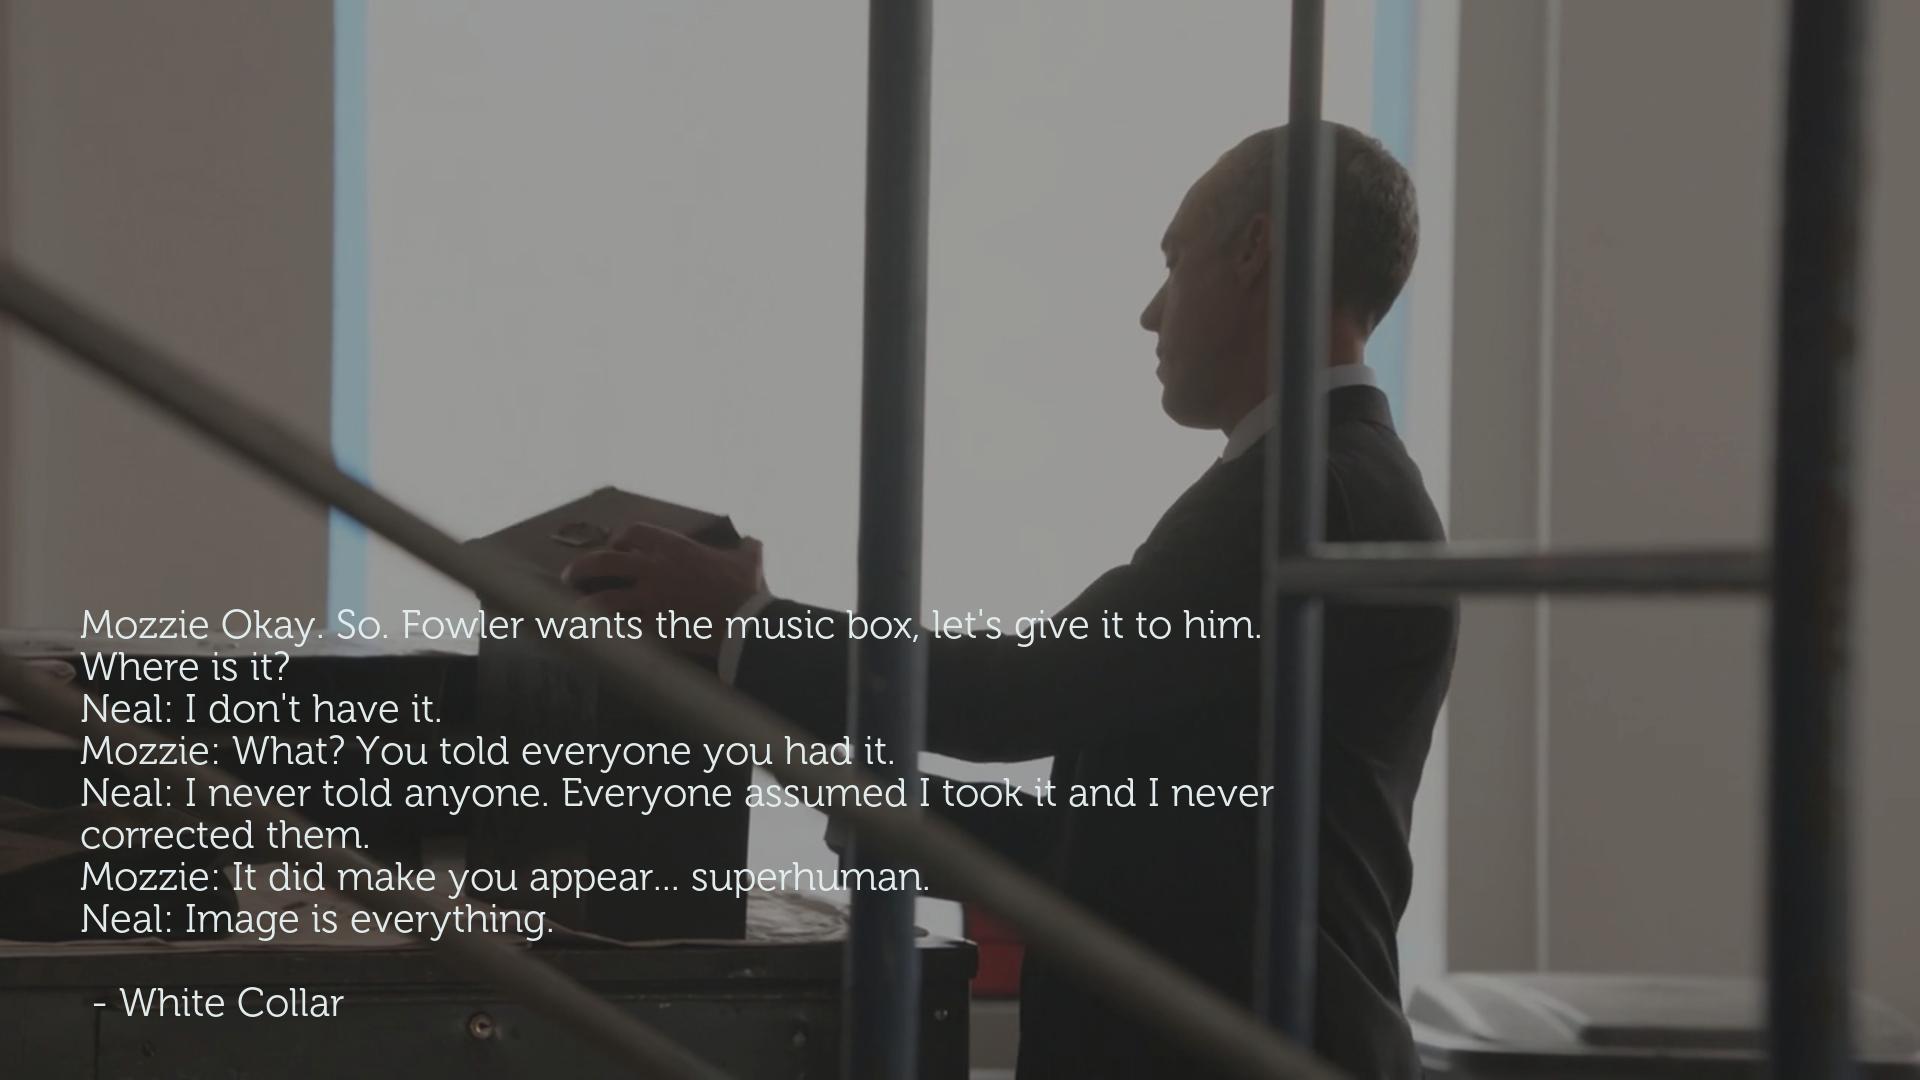 Mozzie Okay. So. Fowler wants the music box, let's give it to him.
Where is it?
Neal: I don't have it.
Mozzie: What? You told everyone you had it.
Neal: I never told anyone. Everyone assumed I took it and I never
corrected them.
Mozzie: It did make you appear... superhuman.
Neal: Image is everything.
- White Collar